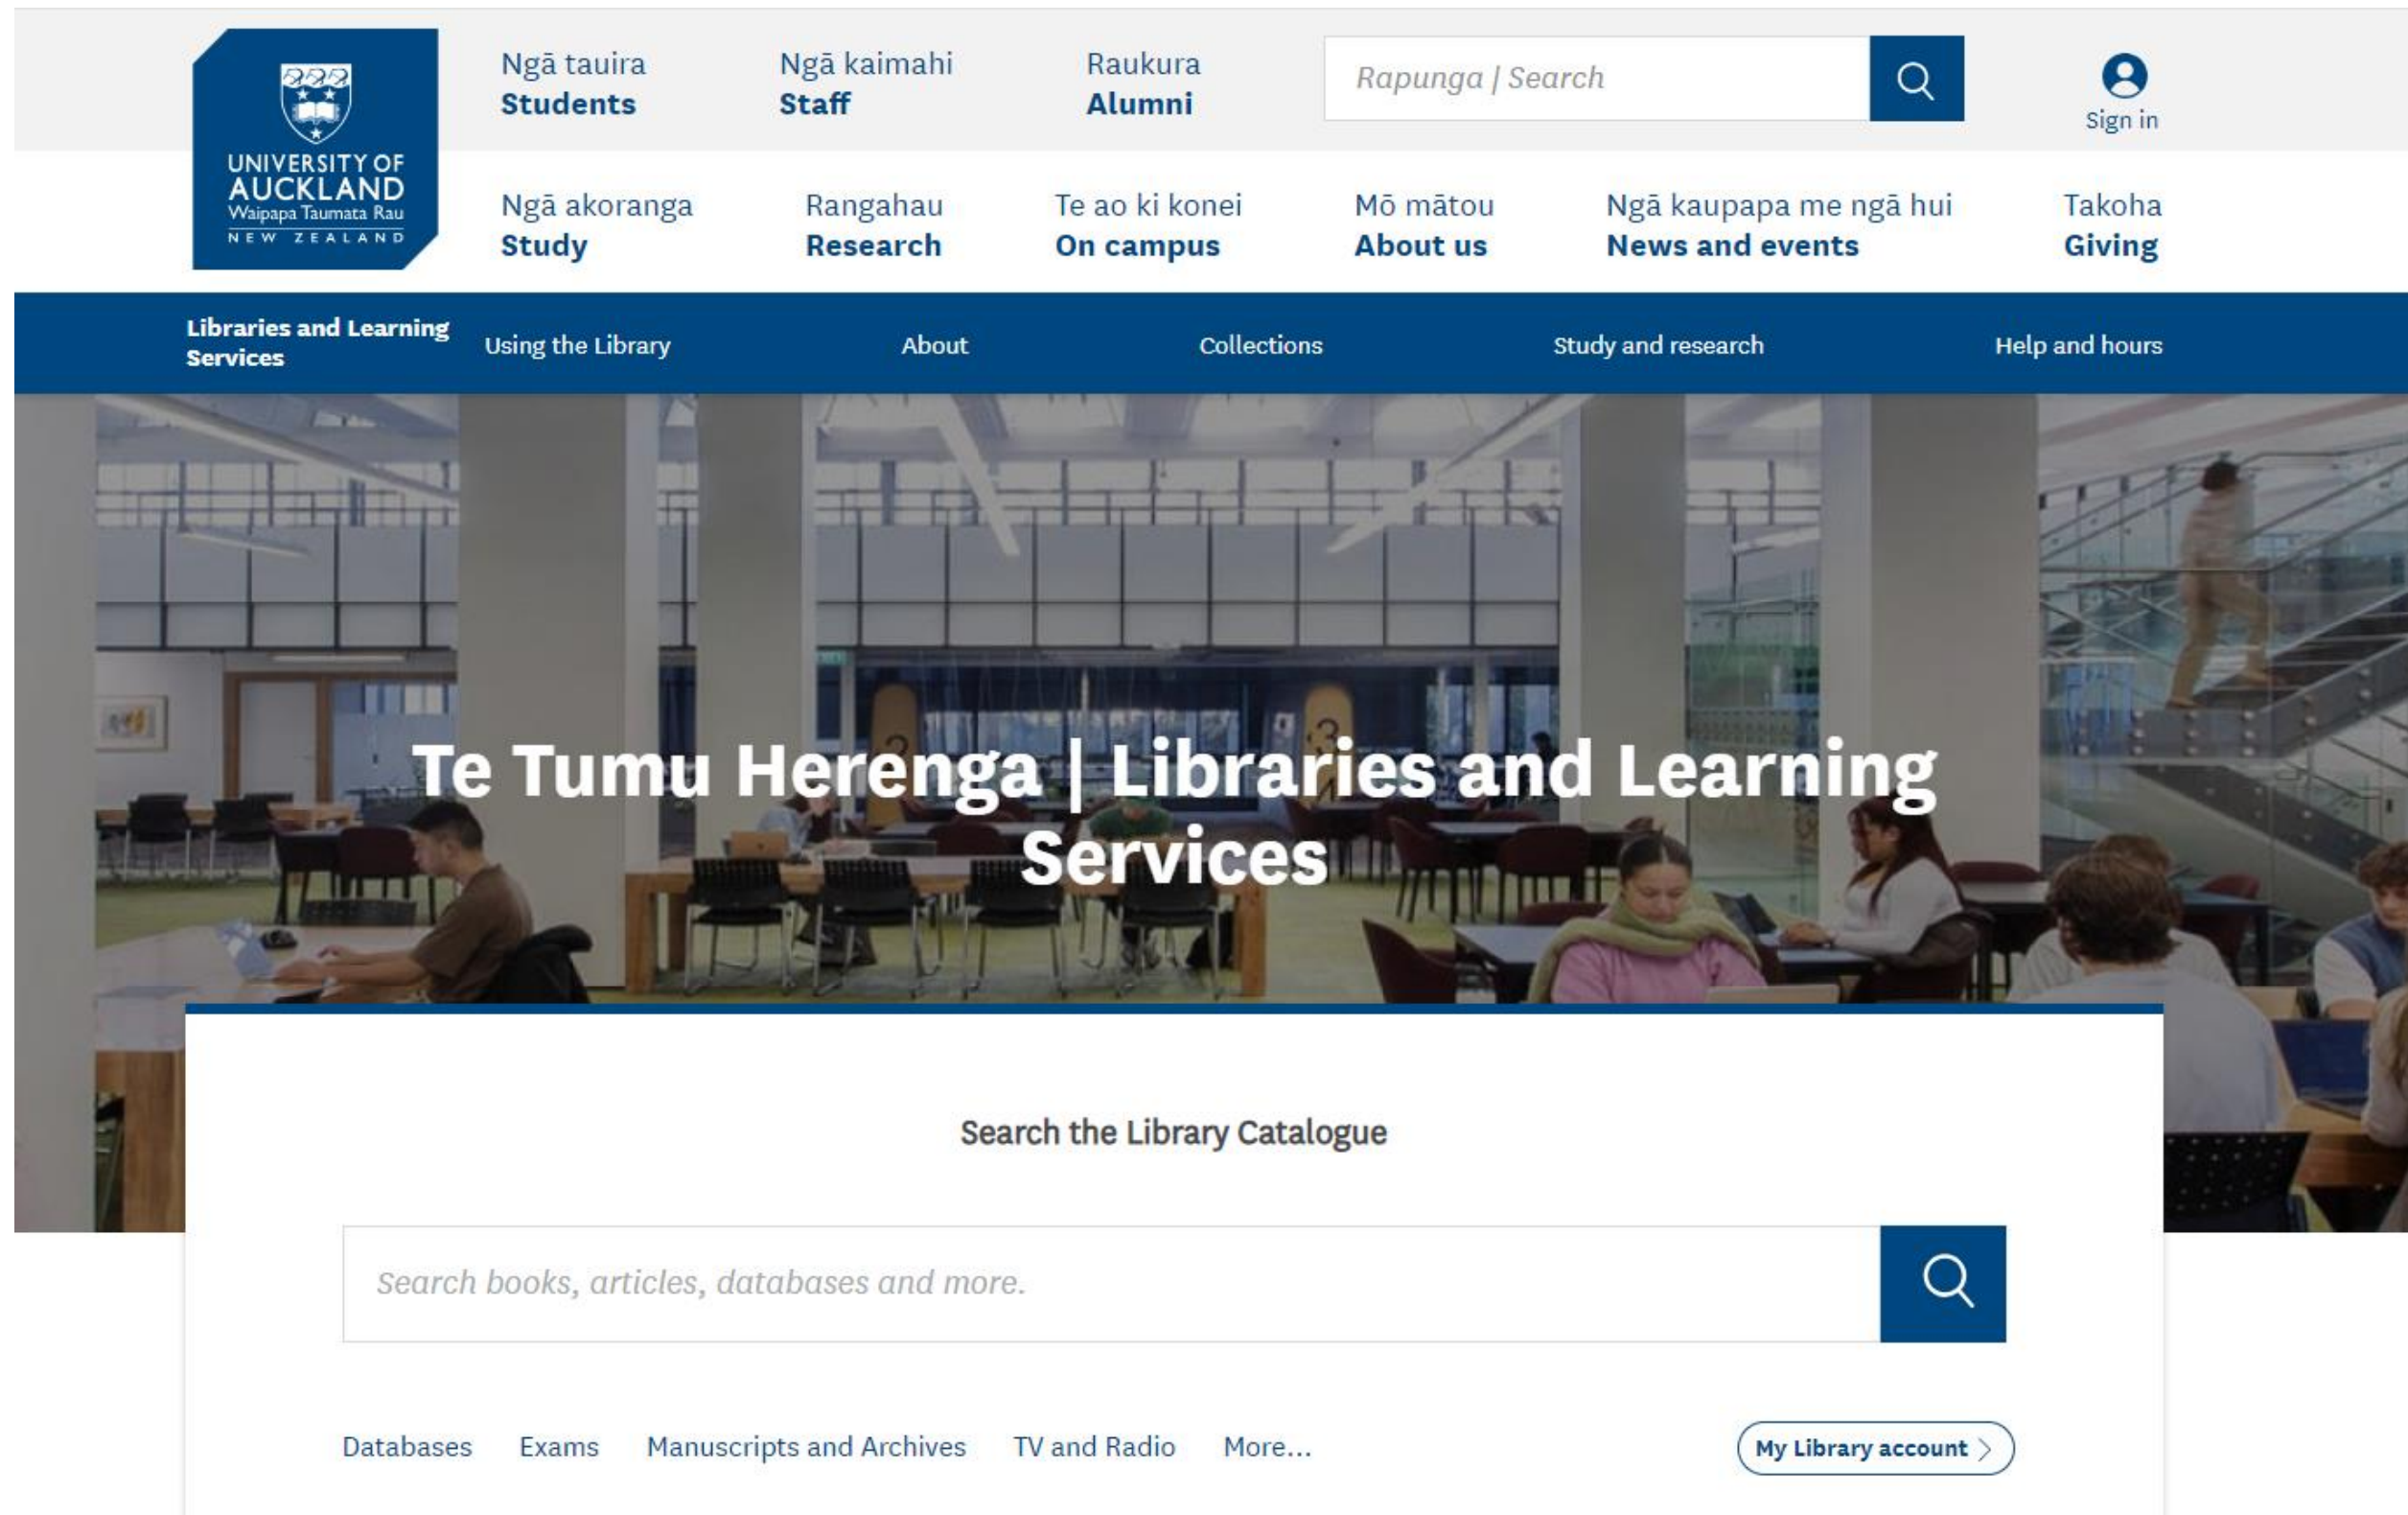 Ngā tauira
Students
Ngā kaimahi
Staff
Raukura
Alumni
Rapunga | Search
Sign in
UNIVERSITY OF
AUCKLAND
Waipapa Taumata Rau
NEW ZEALAND
Ngā akoranga
Study
Rangahau
Research
Te ao ki konei
On campus
Mō mātou
About us
Ngā kaupapa me ngā hui
News and events
Takoha
Giving
Libraries and Learning
Services
Using the Library
About
Collections
Study and research
Help and hours
Te Tumu Herenga | Libraries and Learning
Services
Search the Library Catalogue
Search books, articles, databases and more.
Databases
Exams
Manuscripts and Archives
TV and Radio
More...
My Library account